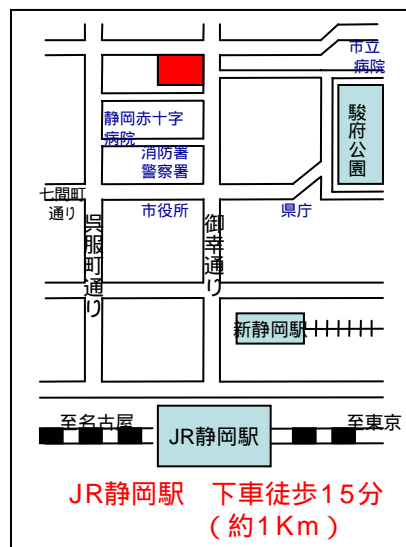 市立
病院
駿府公園
静岡赤十字
病院
消防署
警察署
七間町
通り
市役所
県庁
呉服町通り
御幸通り
新静岡駅
至名古屋
至東京
JR静岡駅
JR静岡駅　下車徒歩15分
（約1Km）